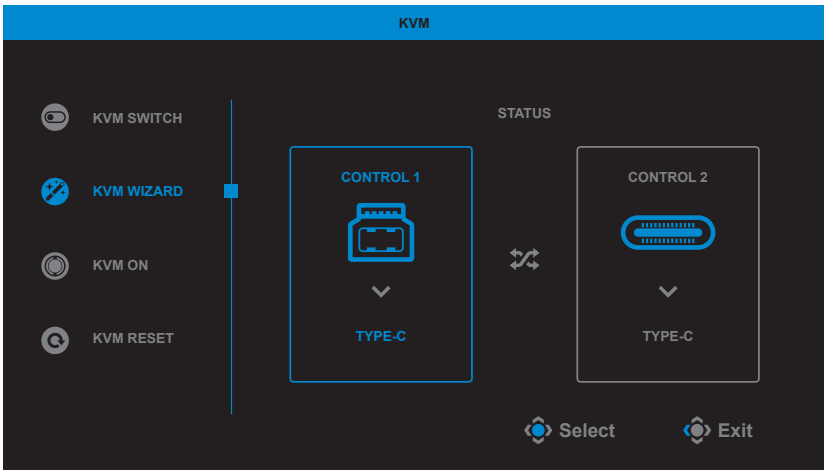 KVM
KVM SWITCH
KVM WIZARD
KVM ON
KVM RESET
STATUS
CONTROL 1
TYPE-C
CONTROL 2
TYPE-C
Select
Exit